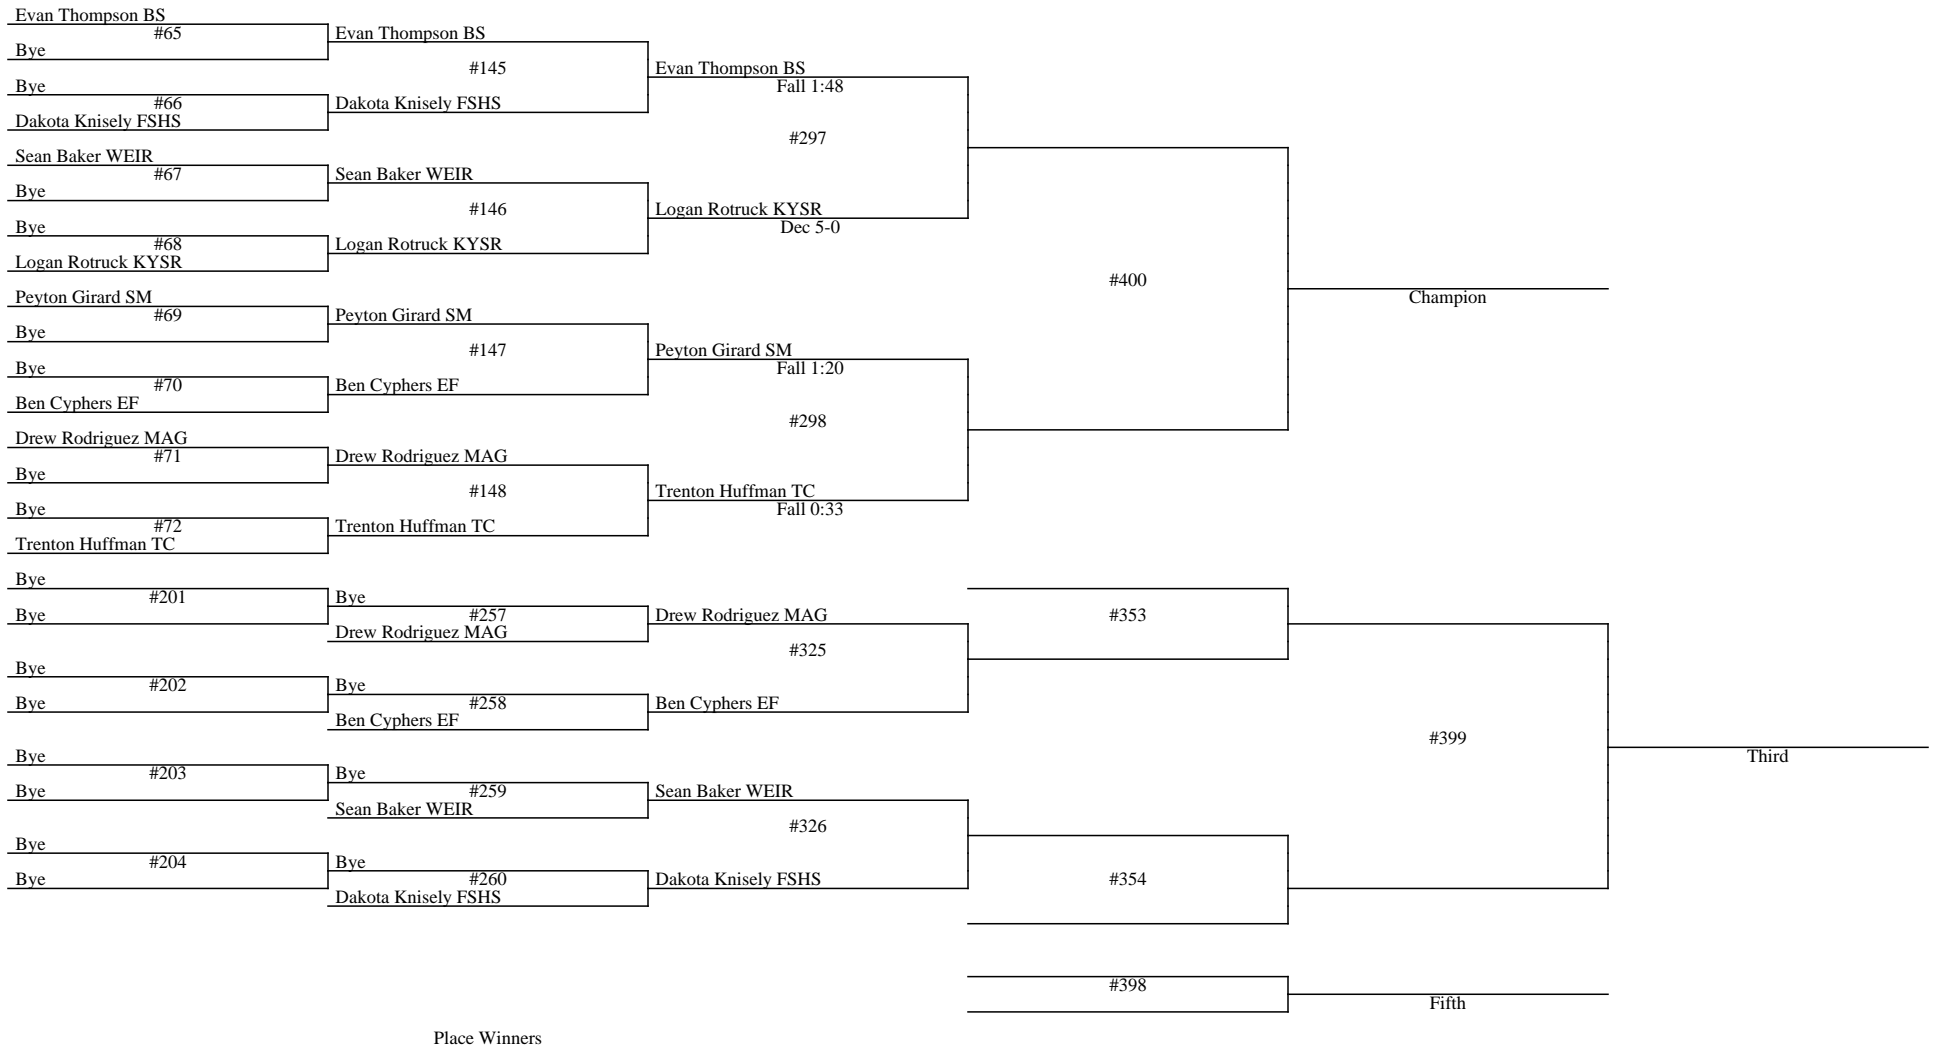 Evan Thompson BS
#65
Bye
Bye
#66
Dakota Knisely FSHS
Sean Baker WEIR
#67
Bye
Bye
#68
Logan Rotruck KYSR
Peyton Girard SM
#69
Bye
Bye
#70
Ben Cyphers EF
Drew Rodriguez MAG
#71
Bye
Bye
#72
Trenton Huffman TC
Evan Thompson BS
#145
Dakota Knisely FSHS
Sean Baker WEIR
#146
Logan Rotruck KYSR
Peyton Girard SM
#147
Ben Cyphers EF
Drew Rodriguez MAG
#148
Trenton Huffman TC
Evan Thompson BS
Fall 1:48
#297
Logan Rotruck KYSR
Dec 5-0
Peyton Girard SM
Fall 1:20
#298
Trenton Huffman TC
Fall 0:33
#400
Champion
Bye
#201
Bye
Bye
#202
Bye
Bye
#203
Bye
Bye
#204
Bye
Bye
#257
Drew Rodriguez MAG
Bye
#258
Ben Cyphers EF
Bye
#259
Sean Baker WEIR
Bye
#260
Dakota Knisely FSHS
Drew Rodriguez MAG
#325
Ben Cyphers EF
Sean Baker WEIR
#326
Dakota Knisely FSHS
#353
#354
#399
Third
#398
Fifth
Place Winners